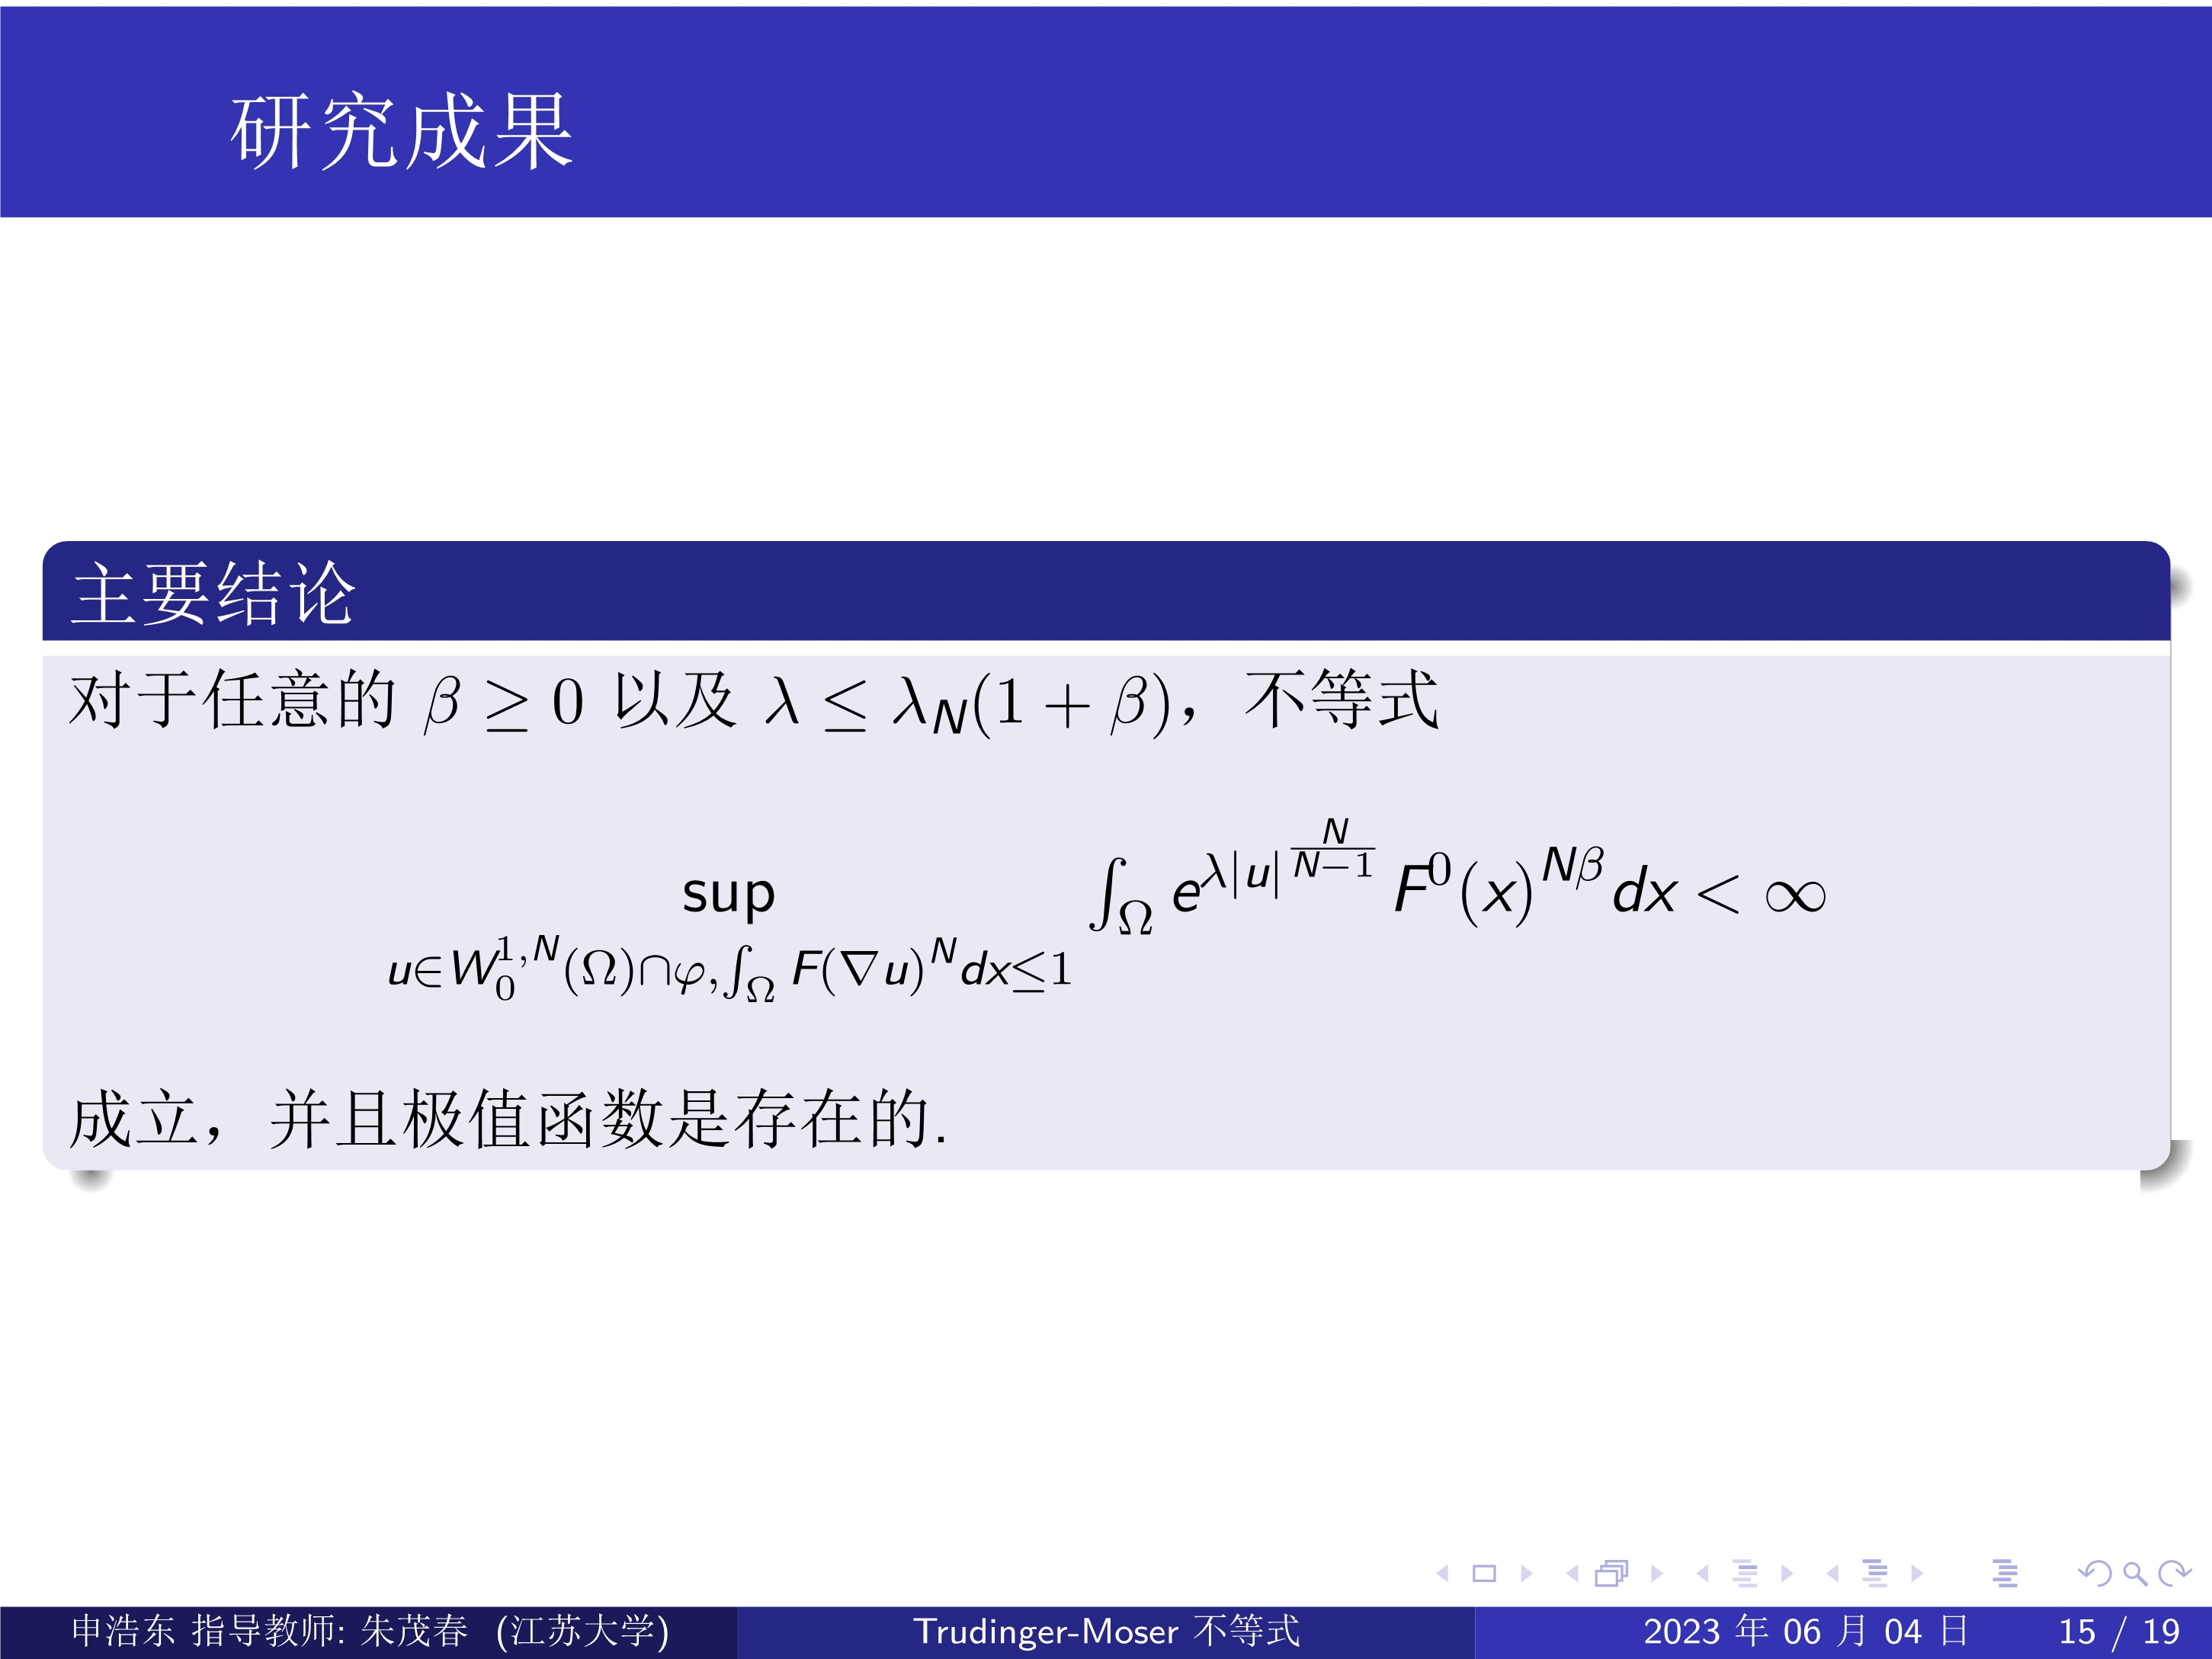 研究成果
主要结论
对于任意的 β ≥ 0 以及 λ ≤ λ_N(1 + β)，不等式
sup_{u∈W_0^{1,N}(Ω)∩φ,∫_Ω F(∇u)^N dx≤1} ∫_Ω e^{λ|u|^{\frac{N}{N−1}}} F^0(x)^{Nβ} dx < ∞
成立，并且极值函数是存在的.
申浩东 指导教师: 朱茂春 (江苏大学) Trudinger-Moser 不等式 2023 年 06 月 04 日 15 / 19